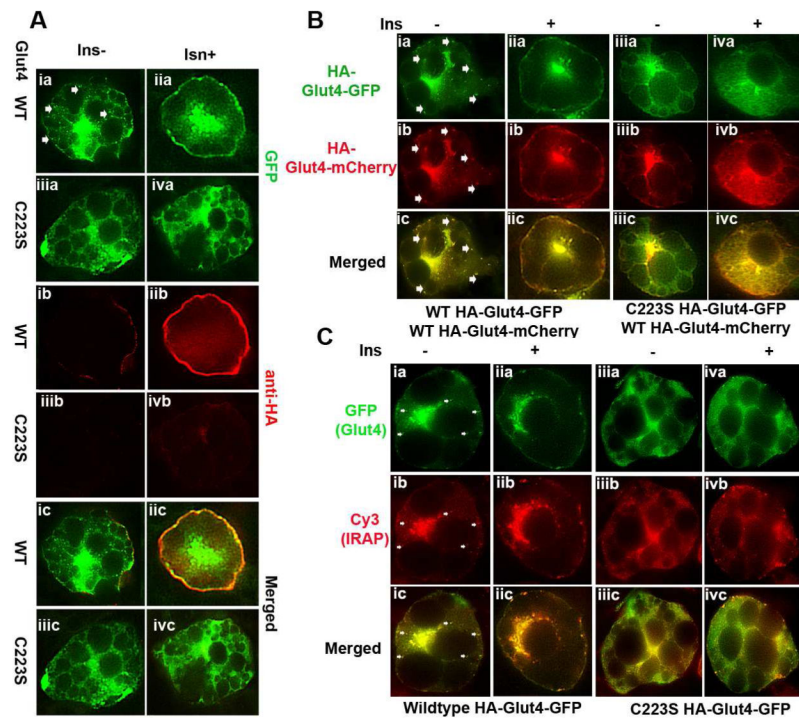 A
Ins-
Isn+
Glut4
WT
ia
iia
GFP
C223S
iiia
iva
WT
ib
iib
anti-HA
C223S
iiib
ivb
WT
ic
iic
Merged
C223S
iiic
ivc
B
Ins - + - +
HA-
Glut4-GFP
ia
iia
iiia
iva
HA-
Glut4-mCherry
ib
ib
iiib
ivb
Merged
ic
iic
iiic
ivc
WT HA-Glut4-GFP
WT HA-Glut4-mCherry
C223S HA-Glut4-GFP
WT HA-Glut4-mCherry
C
Ins - + - +
GFP
(Glut4)
ia
iia
iiia
iva
Cy3
(IRAP)
ib
iib
iiib
ivb
Merged
ic
iic
iiic
ivc
Wildtype HA-Glut4-GFP
C223S HA-Glut4-GFP